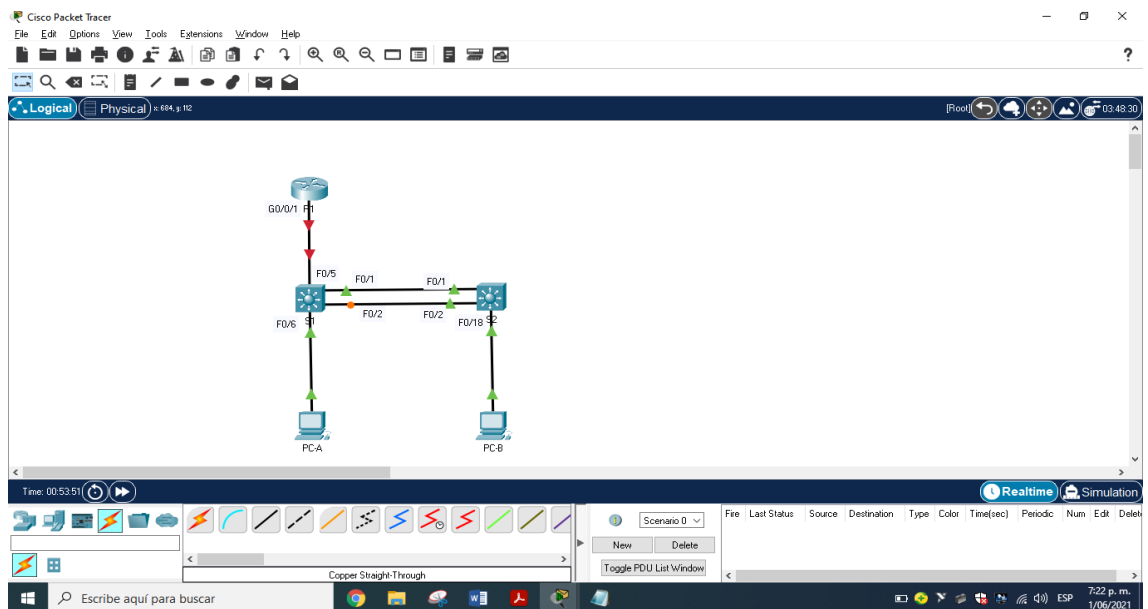 Cisco Packet Tracer
File Edit Options View Tools Extensions Window Help
?
Logical Physical x: 684, y: 112 [Root] 03:48:30
G0/0/1 R1
F0/5
F0/1 F0/1
F0/2 F0/2
F0/6 S1 F0/18 S2
PC-A PC-B
Time: 00:53:51 Realtime Simulation
Scenario 0
New Delete
Toggle PDU List Window
Fire Last Status Source Destination Type Color Time(sec) Periodic Num Edit Delet
Copper Straight-Through
Escribe aquí para buscar ESP 7:22 p. m.
1/06/2021